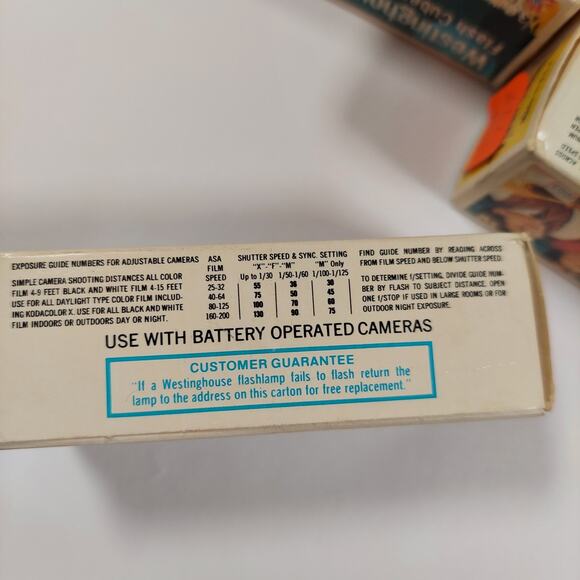 Westinghouse
Flash Cubes
ACROSS
SPEED
EXPOSURE GUIDE NUMBERS FOR ADJUSTABLE CAMERAS
SIMPLE CAMERA SHOOTING DISTANCES ALL COLOR
FILM 4-9 FEET BLACK AND WHITE FILM 4-15 FEET
USE FOR ALL DAYLIGHT TYPE COLOR FILM INCLUD-
ING KODACOLOR X. USE FOR ALL BLACK AND WHITE
FILM INDOORS OR OUTDOORS DAY OR NIGHT.
ASA SHUTTER SPEED & SYNC. SETTING
FILM "X"-"F"-"M" "M" Only
SPEED Up to 1/30 1/50-1/60 1/100-1/125
25-32 55 36 30
40-64 75 50 45
80-125 100 70 60
160-200 130 90 75
FIND GUIDE NUMBER BY READING ACROSS
FROM FILM SPEED AND BELOW SHUTTER SPEED.
TO DETERMINE f/SETTING, DIVIDE GUIDE NUM-
BER BY FLASH TO SUBJECT DISTANCE, OPEN
ONE f/STOP IF USED IN LARGE ROOMS OR FOR
OUTDOOR NIGHT EXPOSURE.
USE WITH BATTERY OPERATED CAMERAS
CUSTOMER GUARANTEE
"If a Westinghouse flashlamp fails to flash return the
lamp to the address on this carton for free replacement."